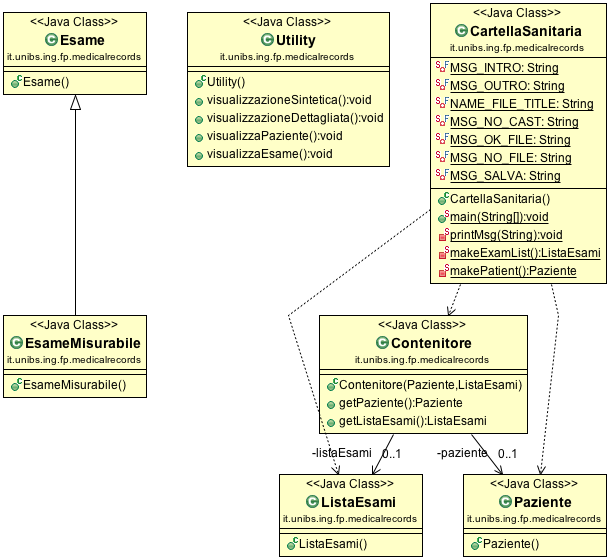 <<Java Class>>
Esame
it.unibs.ing.fp.medicalrecords
Esame()
<<Java Class>>
Utility
it.unibs.ing.fp.medicalrecords
Utility()
visualizzazioneSintetica():void
visualizzazioneDettagliata():void
visualizzaPaziente():void
visualizzaEsame():void
<<Java Class>>
CartellaSanitaria
it.unibs.ing.fp.medicalrecords
MSG_INTRO: String
MSG_OUTRO: String
NAME_FILE_TITLE: String
MSG_NO_CAST: String
MSG_OK_FILE: String
MSG_NO_FILE: String
MSG_SALVA: String
CartellaSanitaria()
main(String[]):void
printMsg(String):void
makeExamList():ListaEsami
makePatient():Paziente
<<Java Class>>
EsameMisurabile
it.unibs.ing.fp.medicalrecords
EsameMisurabile()
<<Java Class>>
Contenitore
it.unibs.ing.fp.medicalrecords
Contenitore(Paziente,ListaEsami)
getPaziente():Paziente
getListaEsami():ListaEsami
-listaEsami 0..1
-paziente 0..1
<<Java Class>>
ListaEsami
it.unibs.ing.fp.medicalrecords
ListaEsami()
<<Java Class>>
Paziente
it.unibs.ing.fp.medicalrecords
Paziente()